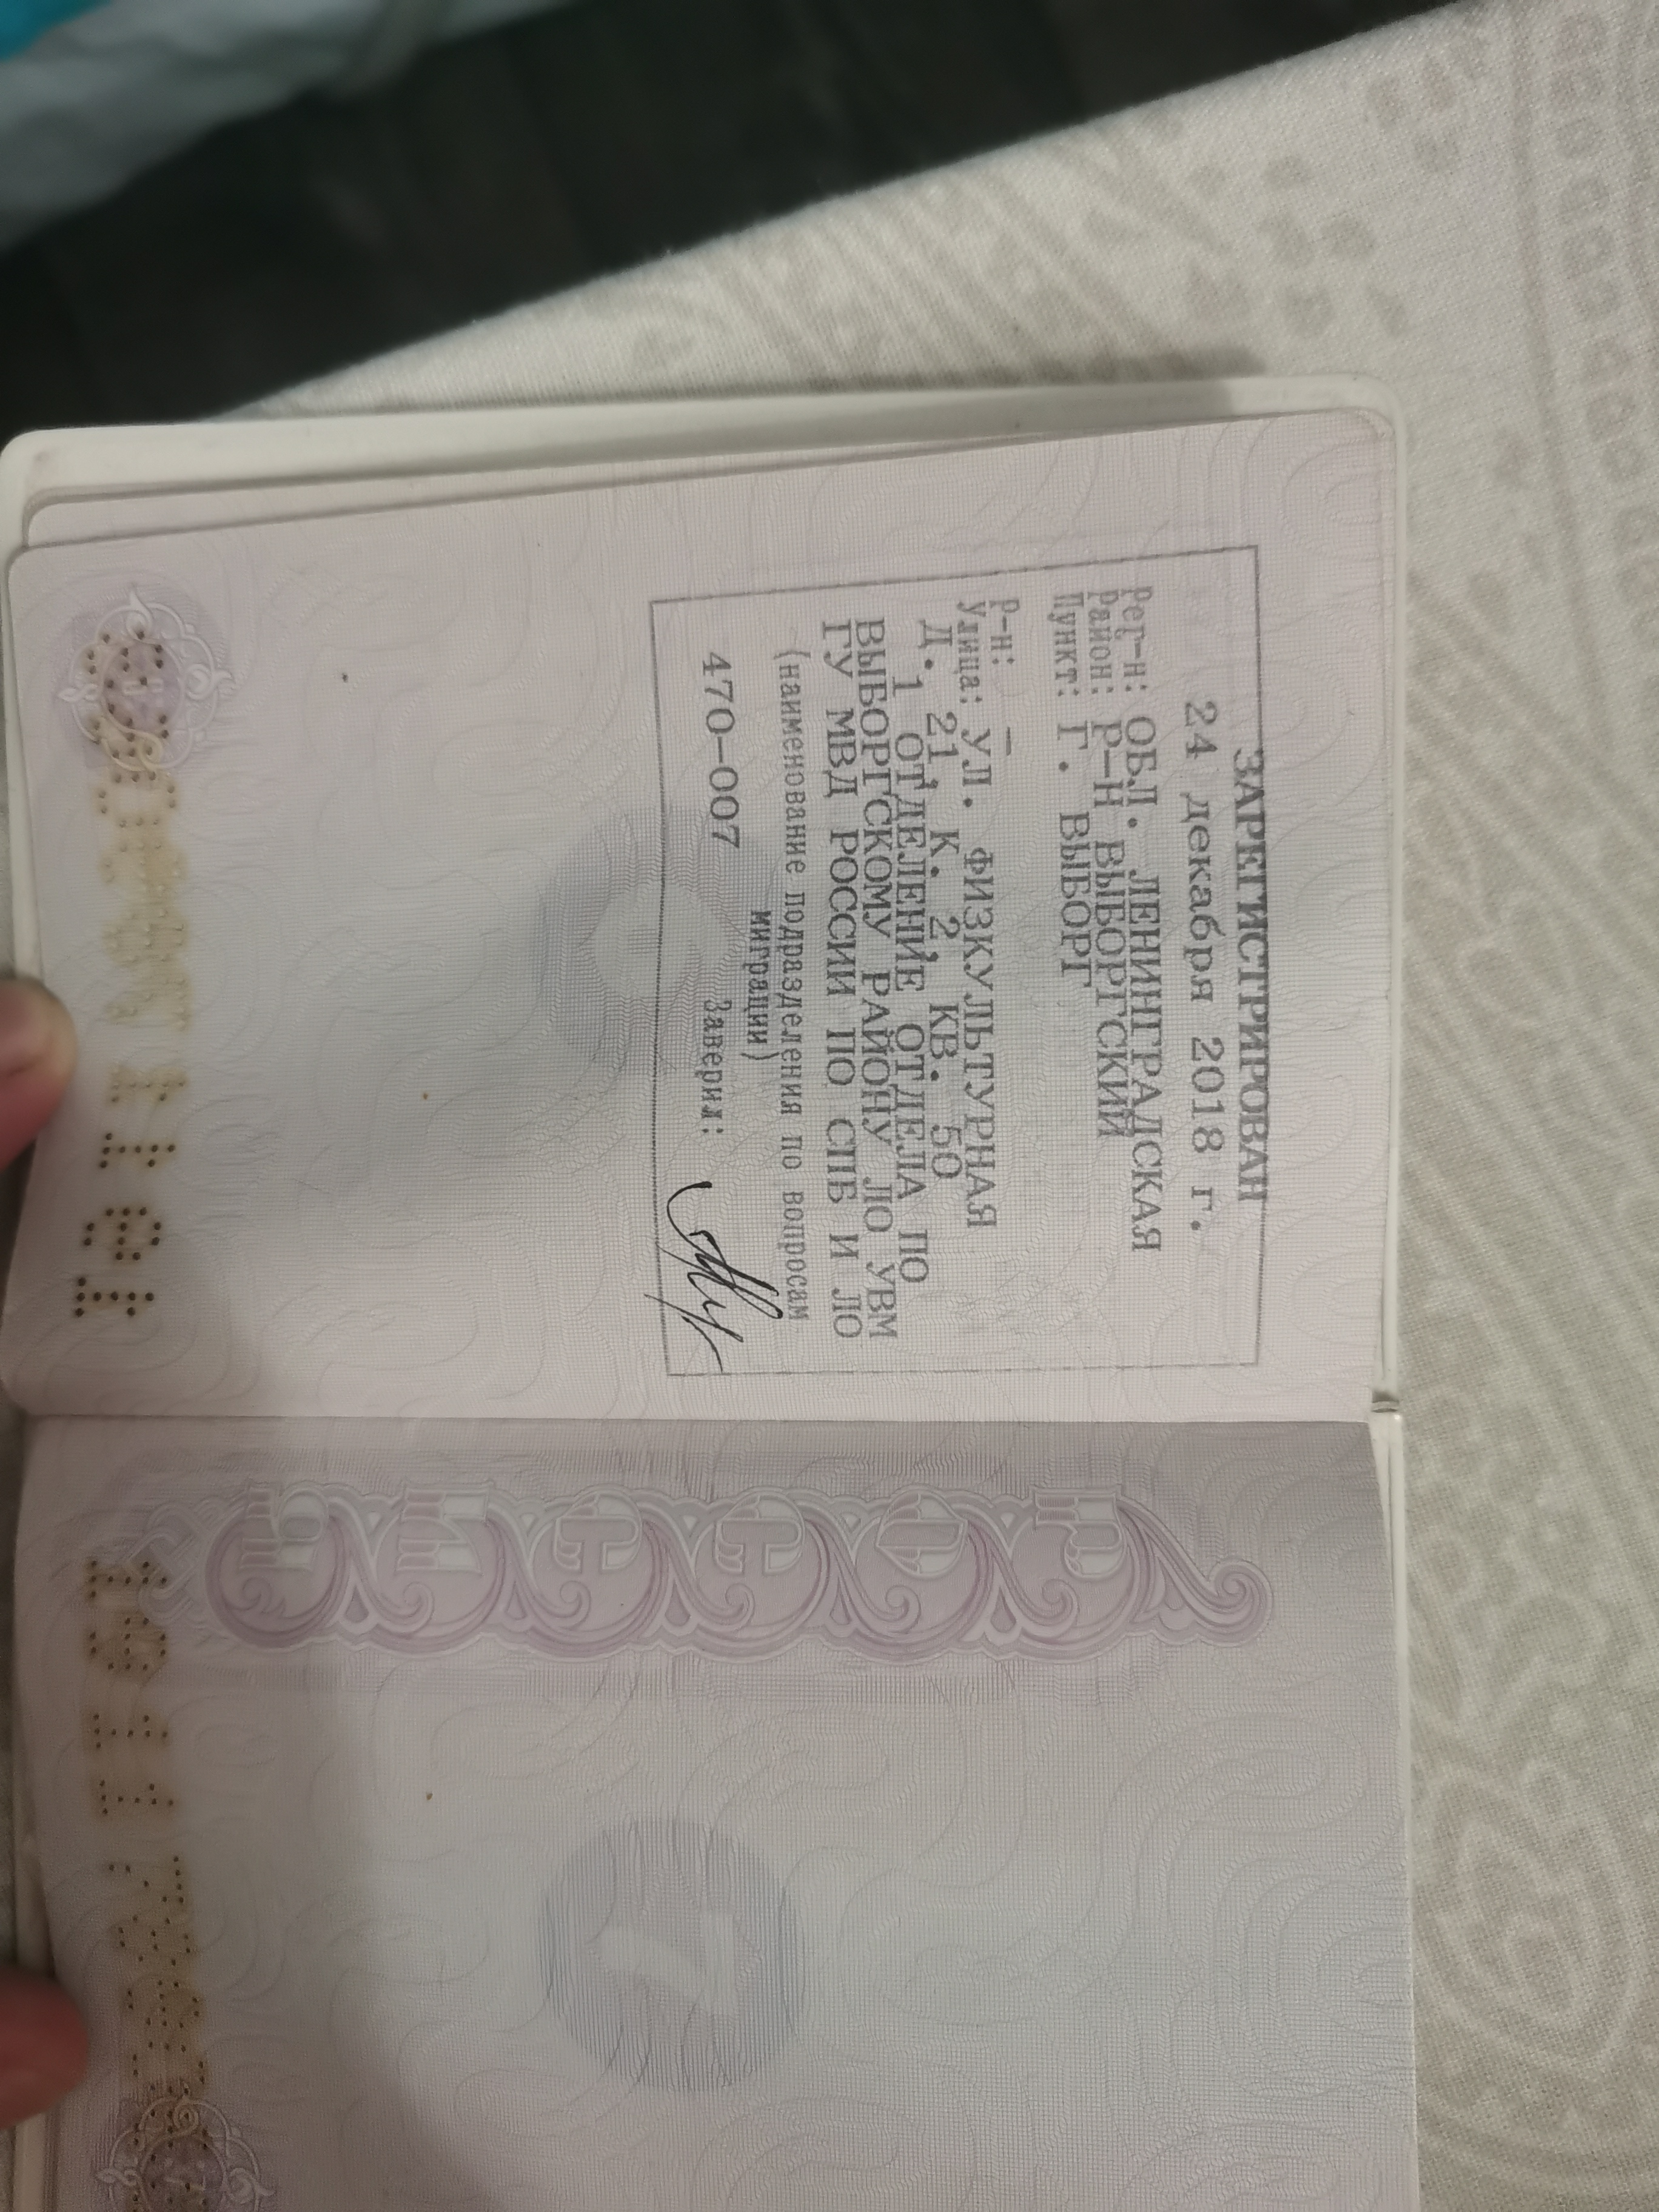 ЗАРЕГИСТРИРОВАН
24 декабря 2018 г.
Рег-н: ОБЛ. ЛЕНИНГРАДСКАЯ
Район: Р-Н ВЫБОРГСКИЙ
Пункт: Г. ВЫБОРГ
Р-н: –
Улица: УЛ. ФИЗКУЛЬТУРНАЯ
Д. 21, К. 2, КВ. 50
1 ОТДЕЛЕНИЕ ОТДЕЛА ПО
ВЫБОРГСКОМУ РАЙОНУ ЛО УВМ
ГУ МВД РОССИИ ПО СПБ И ЛО
(наименование подразделения по вопросам
миграции)
470-007 Заверил: